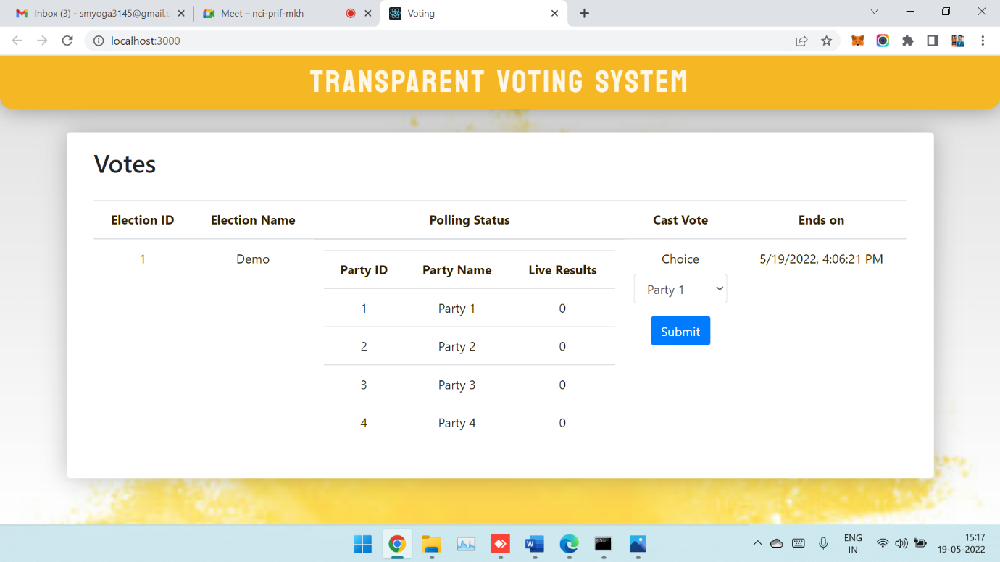 Inbox (3) - smyoga3145@gmail.c
Meet – nci-prif-mkh
Voting
localhost:3000
TRANSPARENT VOTING SYSTEM
Votes
Election ID Election Name Polling Status Cast Vote Ends on
1 Demo Choice 5/19/2022, 4:06:21 PM
Party ID Party Name Live Results
Party 1
1 Party 1 0
Submit
2 Party 2 0
3 Party 3 0
4 Party 4 0
ENG
IN
15:17
19-05-2022